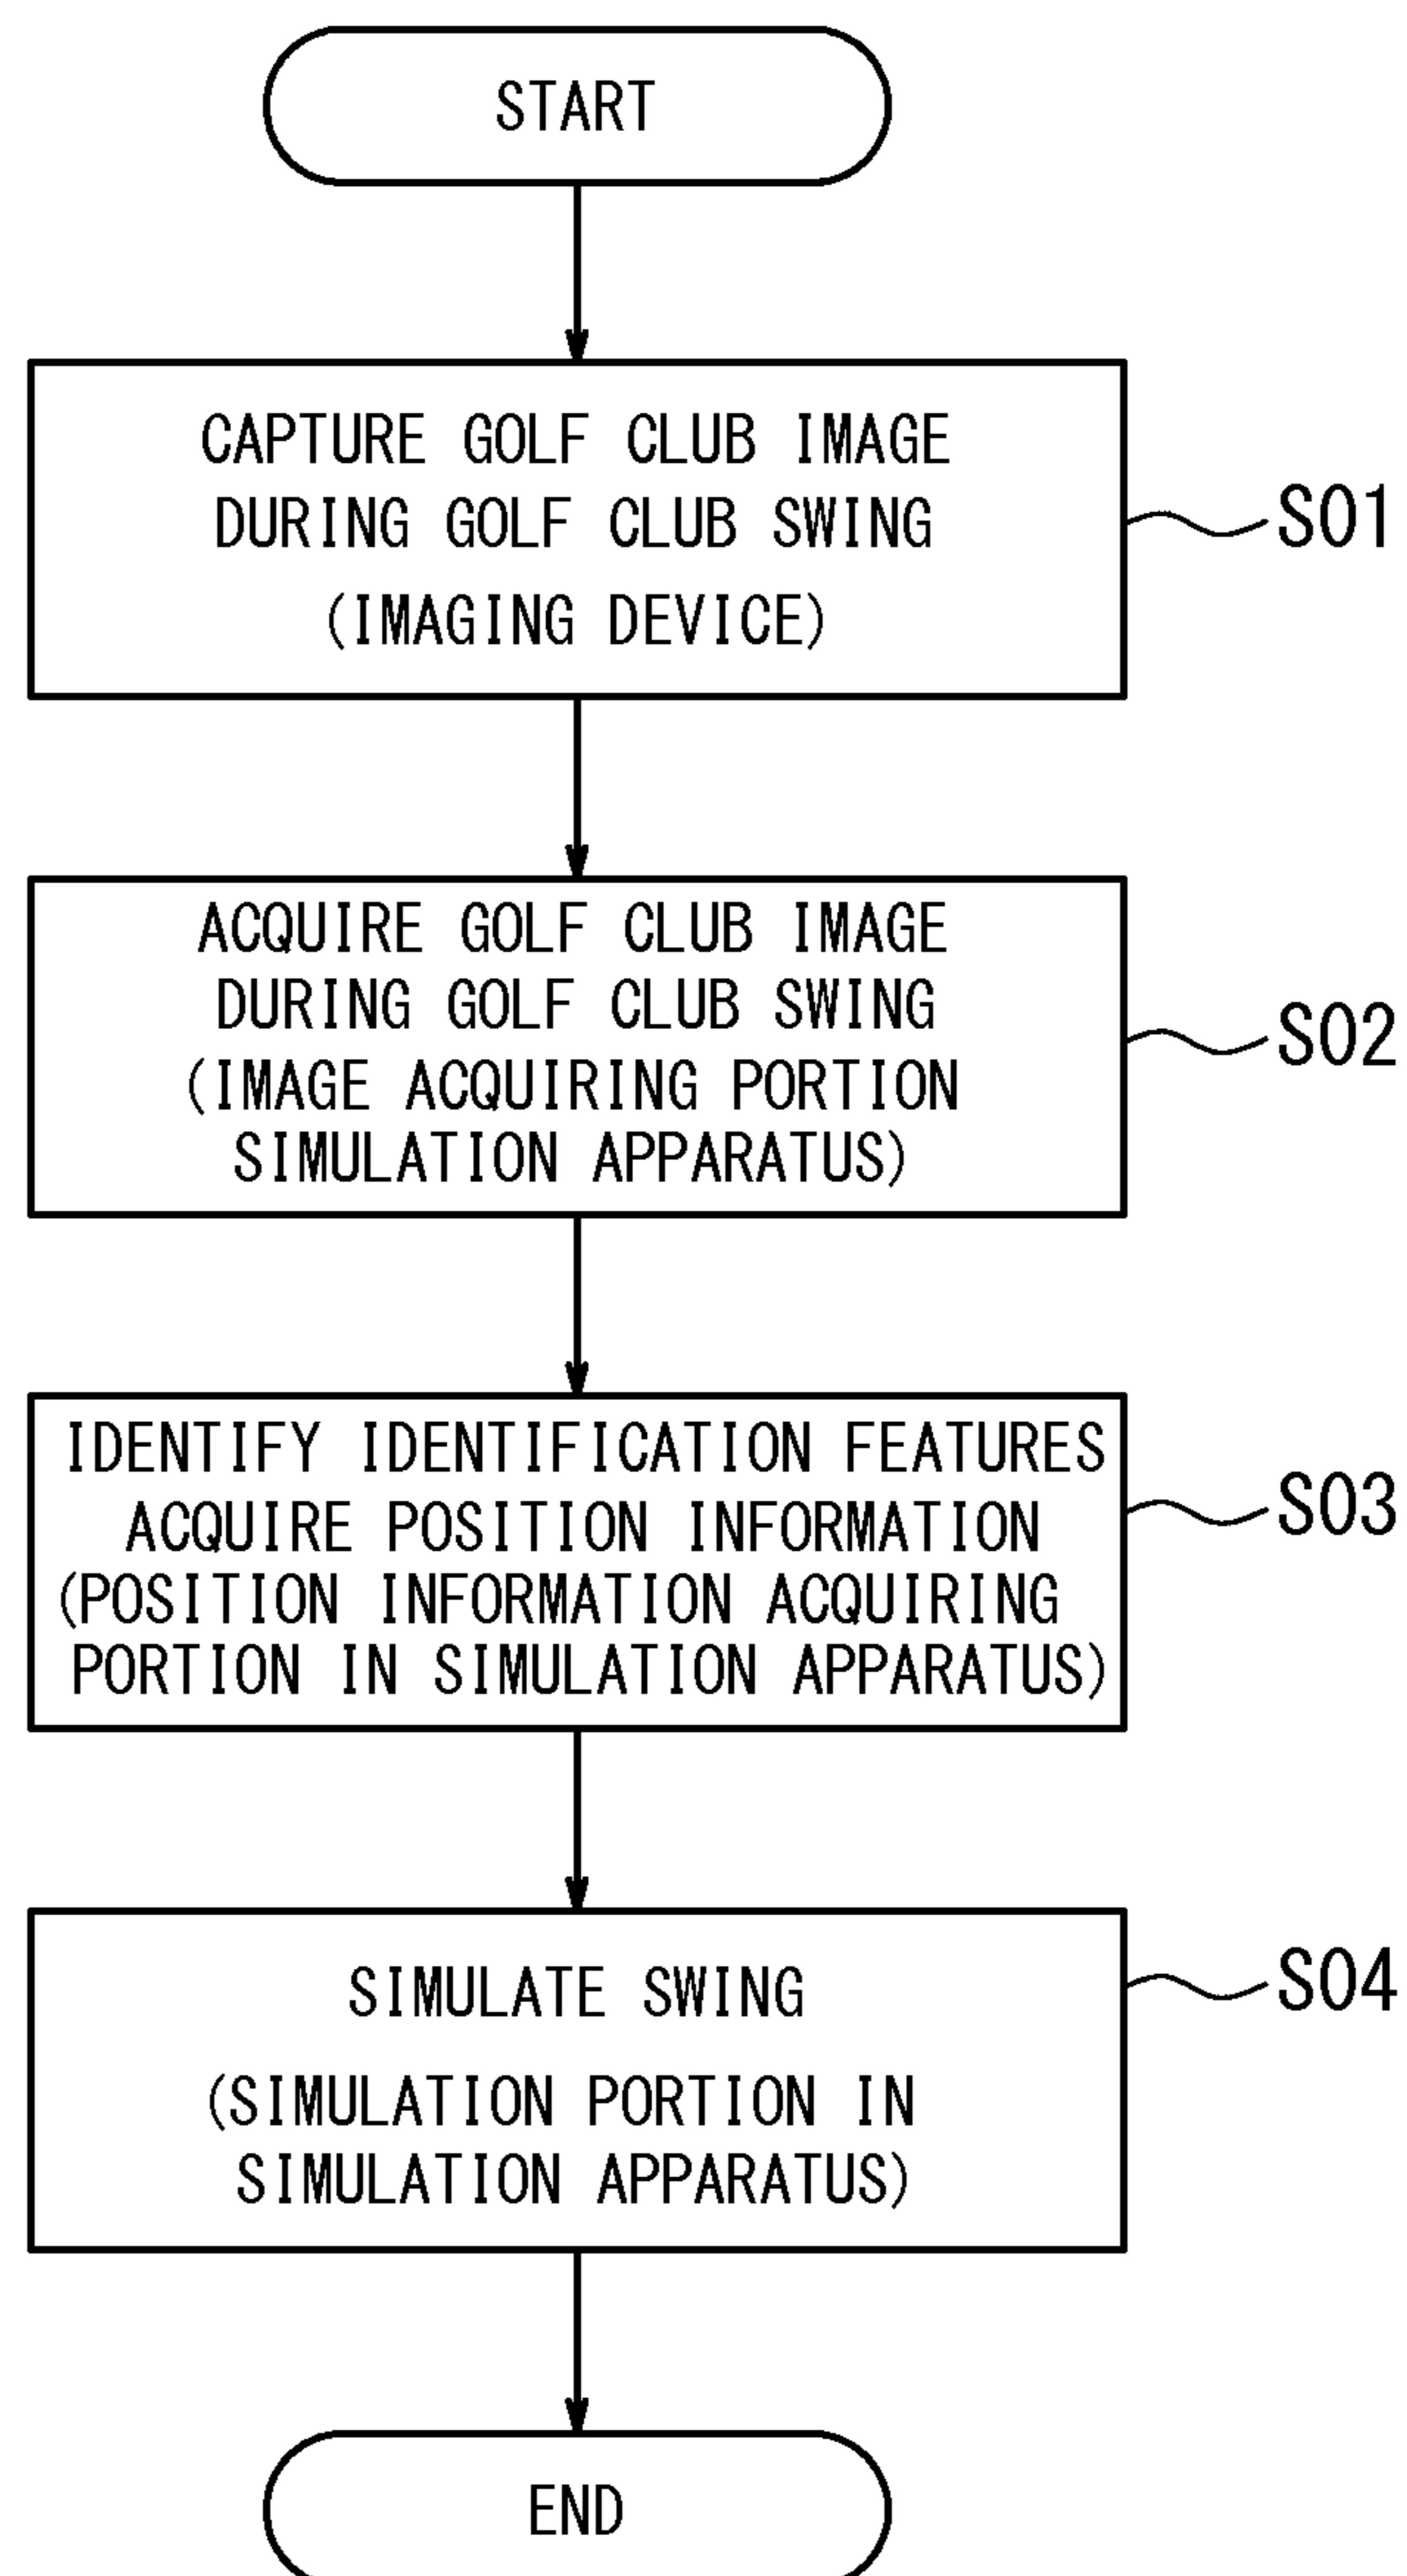 START
CAPTURE GOLF CLUB IMAGE
DURING GOLF CLUB SWING
(IMAGING DEVICE)
S01
ACQUIRE GOLF CLUB IMAGE
DURING GOLF CLUB SWING
(IMAGE ACQUIRING PORTION
SIMULATION APPARATUS)
S02
IDENTIFY IDENTIFICATION FEATURES
ACQUIRE POSITION INFORMATION
(POSITION INFORMATION ACQUIRING
PORTION IN SIMULATION APPARATUS)
S03
SIMULATE SWING
(SIMULATION PORTION IN
SIMULATION APPARATUS)
S04
END